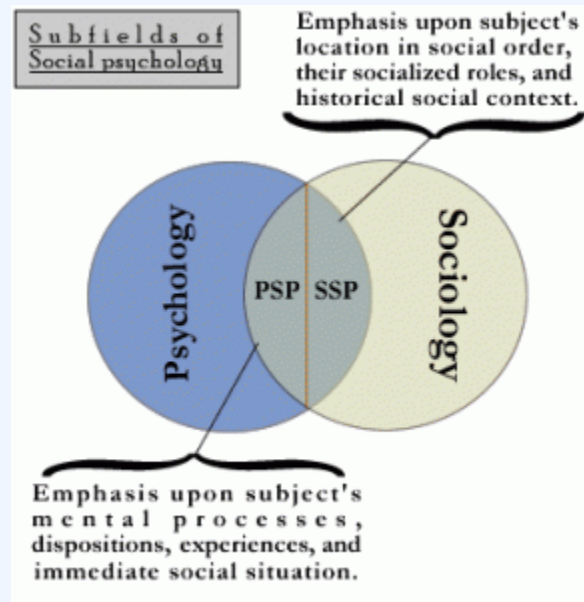 Subfields of
Social psychology
Emphasis upon subject's
location in social order,
their socialized roles, and
historical social context.
Psychology
PSP
SSP
Sociology
Emphasis upon subject's
mental processes,
dispositions, experiences, and
immediate social situation.